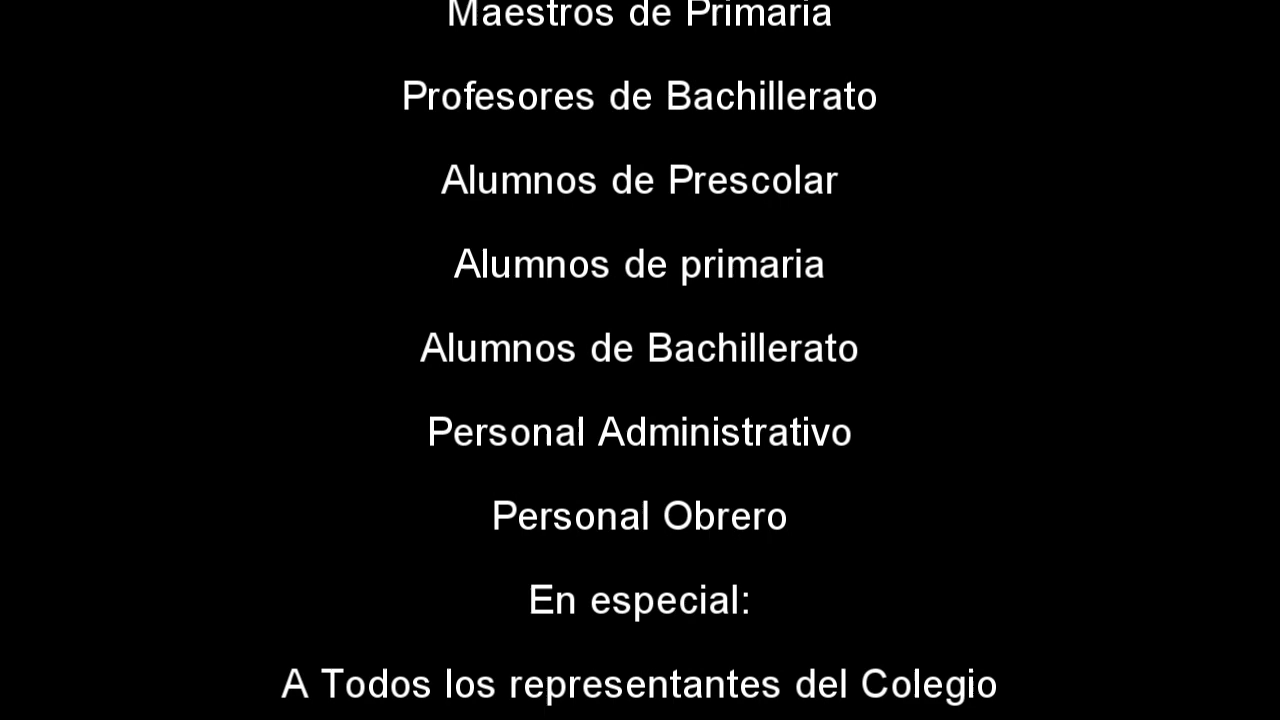 Maestros de Primaria
Profesores de Bachillerato
Alumnos de Prescolar
Alumnos de primaria
Alumnos de Bachillerato
Personal Administrativo
Personal Obrero
En especial:
A Todos los representantes del Colegio